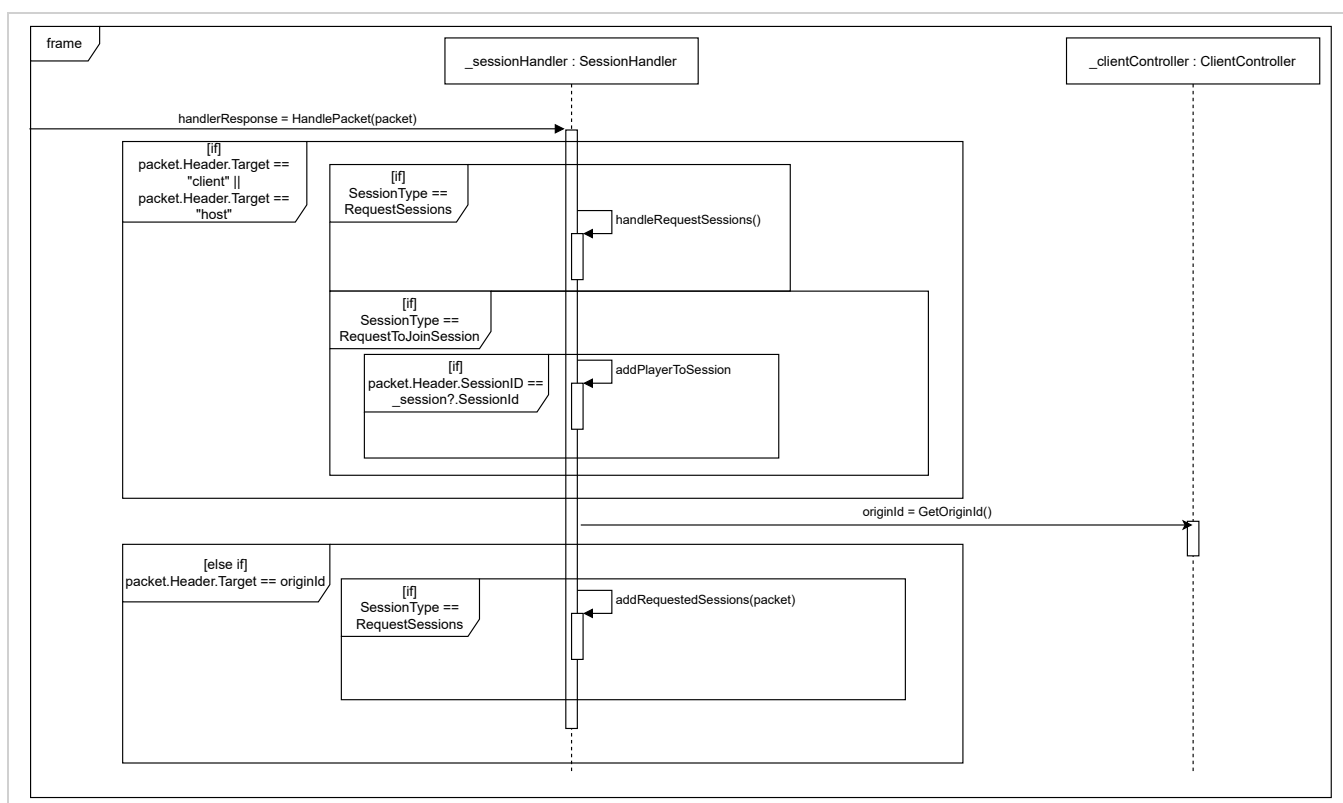 frame
_sessionHandler : SessionHandler
_clientController : ClientController
handlerResponse = HandlePacket(packet)
[if]
packet.Header.Target ==
"client" ||
packet.Header.Target ==
"host"
[if]
SessionType ==
RequestSessions
handleRequestSessions()
[if]
SessionType ==
RequestToJoinSession
[if]
packet.Header.SessionID ==
_session?.SessionId
addPlayerToSession
originId = GetOriginId()
[else if]
packet.Header.Target == originId
[if]
SessionType ==
RequestSessions
addRequestedSessions(packet)